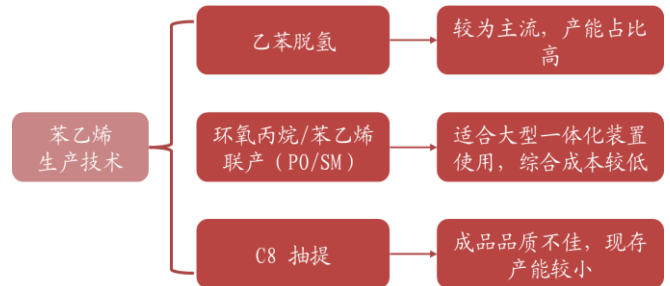 苯乙烯
生产技术
乙苯脱氢
较为主流，产能占比
高
环氧丙烷/苯乙烯
联产（PO/SM）
适合大型一体化装置
使用，综合成本较低
C8 抽提
成品品质不佳，现存
产能较小